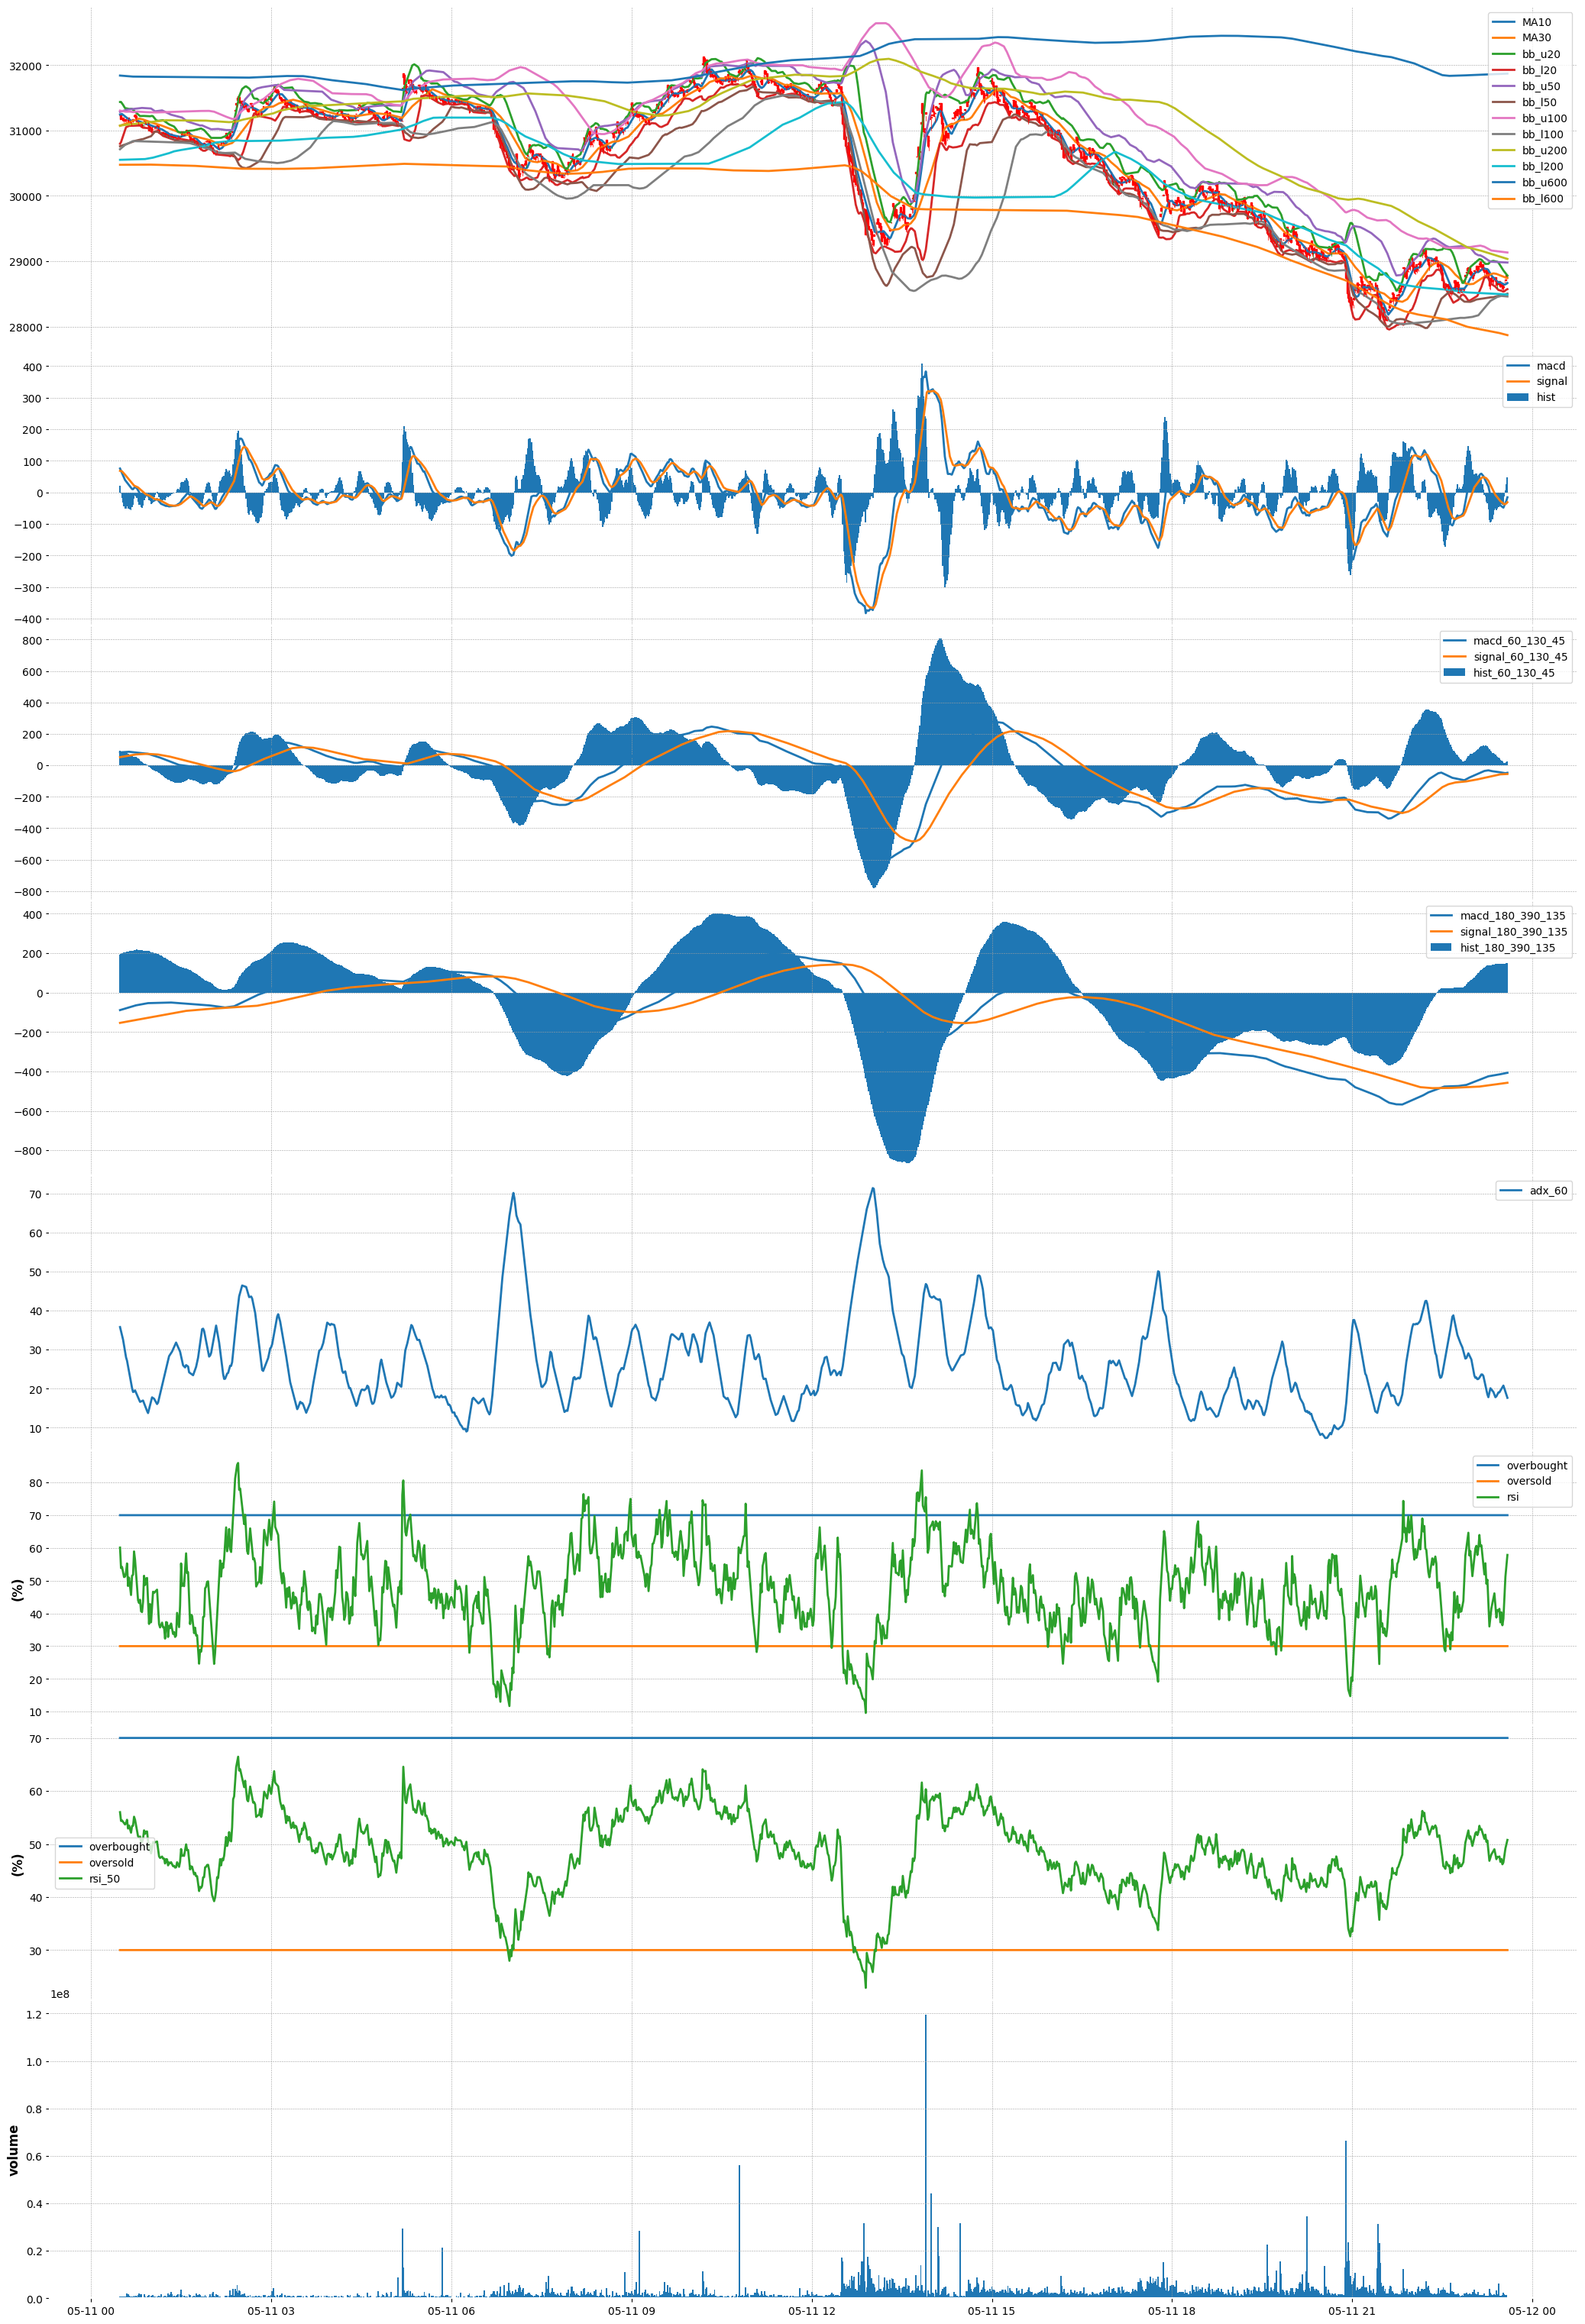 32000
31000
30000
29000
28000
MA10
MA30
bb_u20
bb_l20
bb_u50
bb_l50
bb_u100
bb_l100
bb_u200
bb_l200
bb_u600
bb_l600
400
300
200
100
0
−100
−200
−300
−400
macd
signal
hist
800
600
400
200
0
−200
−400
−600
−800
macd_60_130_45
signal_60_130_45
hist_60_130_45
400
200
0
−200
−400
−600
−800
macd_180_390_135
signal_180_390_135
hist_180_390_135
70
60
50
40
30
20
10
adx_60
(%)
80
70
60
50
40
30
20
10
overbought
oversold
rsi
(%)
70
60
50
40
30
overbought
oversold
rsi_50
1e8
volume
1.2
1.0
0.8
0.6
0.4
0.2
0.0
05-11 00
05-11 03
05-11 06
05-11 09
05-11 12
05-11 15
05-11 18
05-11 21
05-12 00